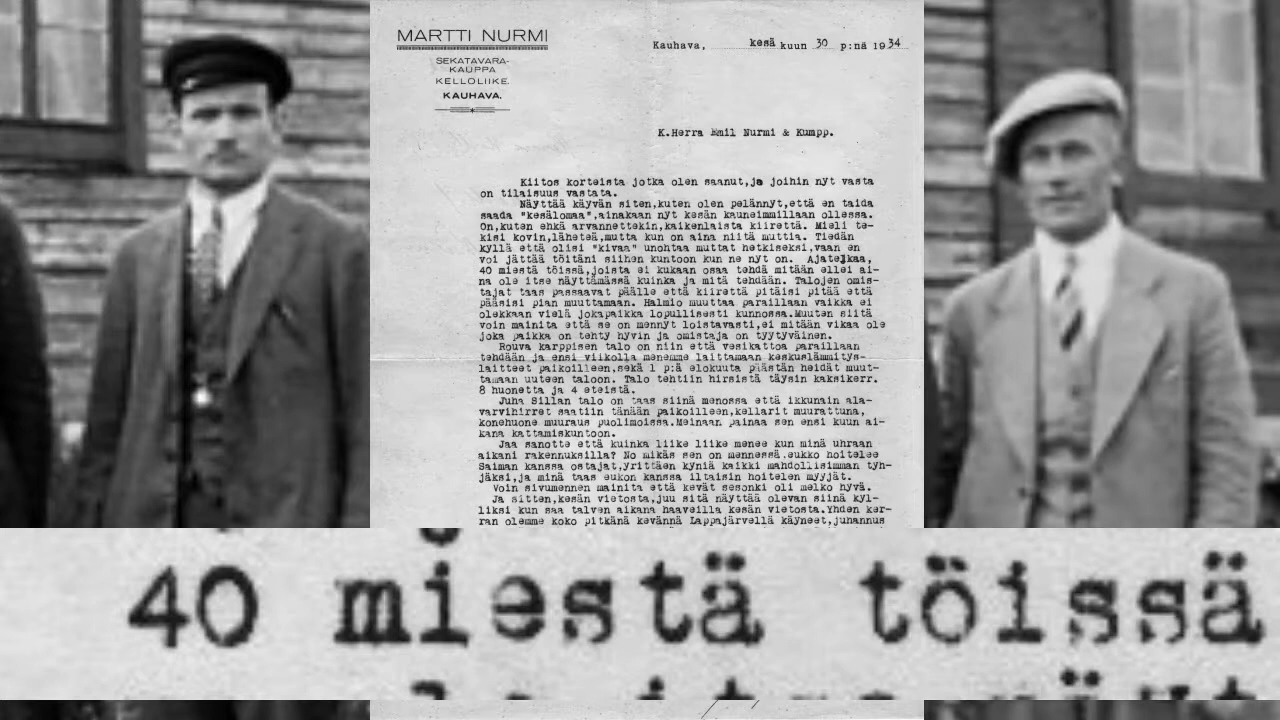 MARTTI NURMI
SEKATAVARA-
KAUPPA
KELLOLIIKE.
KAUHAVA.
Kauhava, kesä kuun 30 p:nä 1934
K.Herra Emil Nurmi & Kumpp.
Kiitos korteista jotka olen saanut,ja joihin nyt vasta
on tilaisuus vastata.
Näyttää käyvän siten,kuten olen pelännyt,että en taida
saada "kesälomaa",ainakaan nyt kesän kauneimmillaan ollessa.
On,kuten ehkä arvannettekin,kaikenlaista kiirettä. Mieli te-
kisi kovin,läheteä,mutta kun on aina niitä muttia. Tiedän
kyllä että olisi "kivaa" unohtaa muttat hetkiseksi,vaan en
voi jättää töitäni siihen kuntoon kun ne nyt on. Ajatelkaa,
40 miestä töissä,joista ei kukaan osaa tehdä mitään ellei ai-
na ole itse näyttämässä kuinka ja mitä tehdään. Talojen omis-
tajat taas passaavat päälle että kiirettä pitäisi pitää että
pääsisi pian muuttamaan. Halmio muuttaa paraillaan vaikka ei
olekkaan vielä jokapaikka lopullisesti kunnossa.Muuten siitä
voin mainita että se on mennyt loistavasti,ei mitään vikaa ole
joka paikka on tehty hyvin ja omistaja on tyytyväinen.
Rouva karppisen talo on niin että vesikattoa paraillaan
tehdään ja ensi viikolla menemme laittamaan keskuslämmitys-
laitteet paikoilleen,sekä 1 p:ä elokuuta päästän heidät muut-
tamaan uuteen taloon. Talo tehtiin hirsistä täysin kaksikerr.
8 huonetta ja 4 eteistä.
Juha Sillan talo on taas siinä menossa että ikkunain ala-
varvihirret saatiin tänään paikoilleen,kellarit muurattuna,
konehuone muuraus puolimoissa.Meinaan painaa sen ensi kuun ai-
kana kattamiskuntoon.
Jaa sanotte että kuinka liike liike menee kun minä uhraan
aikani rakennuksilla? No mikäs sen on mennessä.eukko hoitelee
Saiman kanssa ostajat,yrittäen kyniä kaikki mahdollisimman tyh-
jäksi,ja minä taas eukon kanssa iltaisin hoitelen myyjät.
Voin sivumennen mainita että kevät sesonki oli melko hyvä.
Ja sitten,kesän vietosta,juu sitä näyttää olevan siinä kyl-
liksi kun saa talven aikana haaveilla kesän vietosta.Yhden ker-
ran olemme koko pitkänä kevännä Lappajärvellä käyneet,juhannus
40 miestä töissä